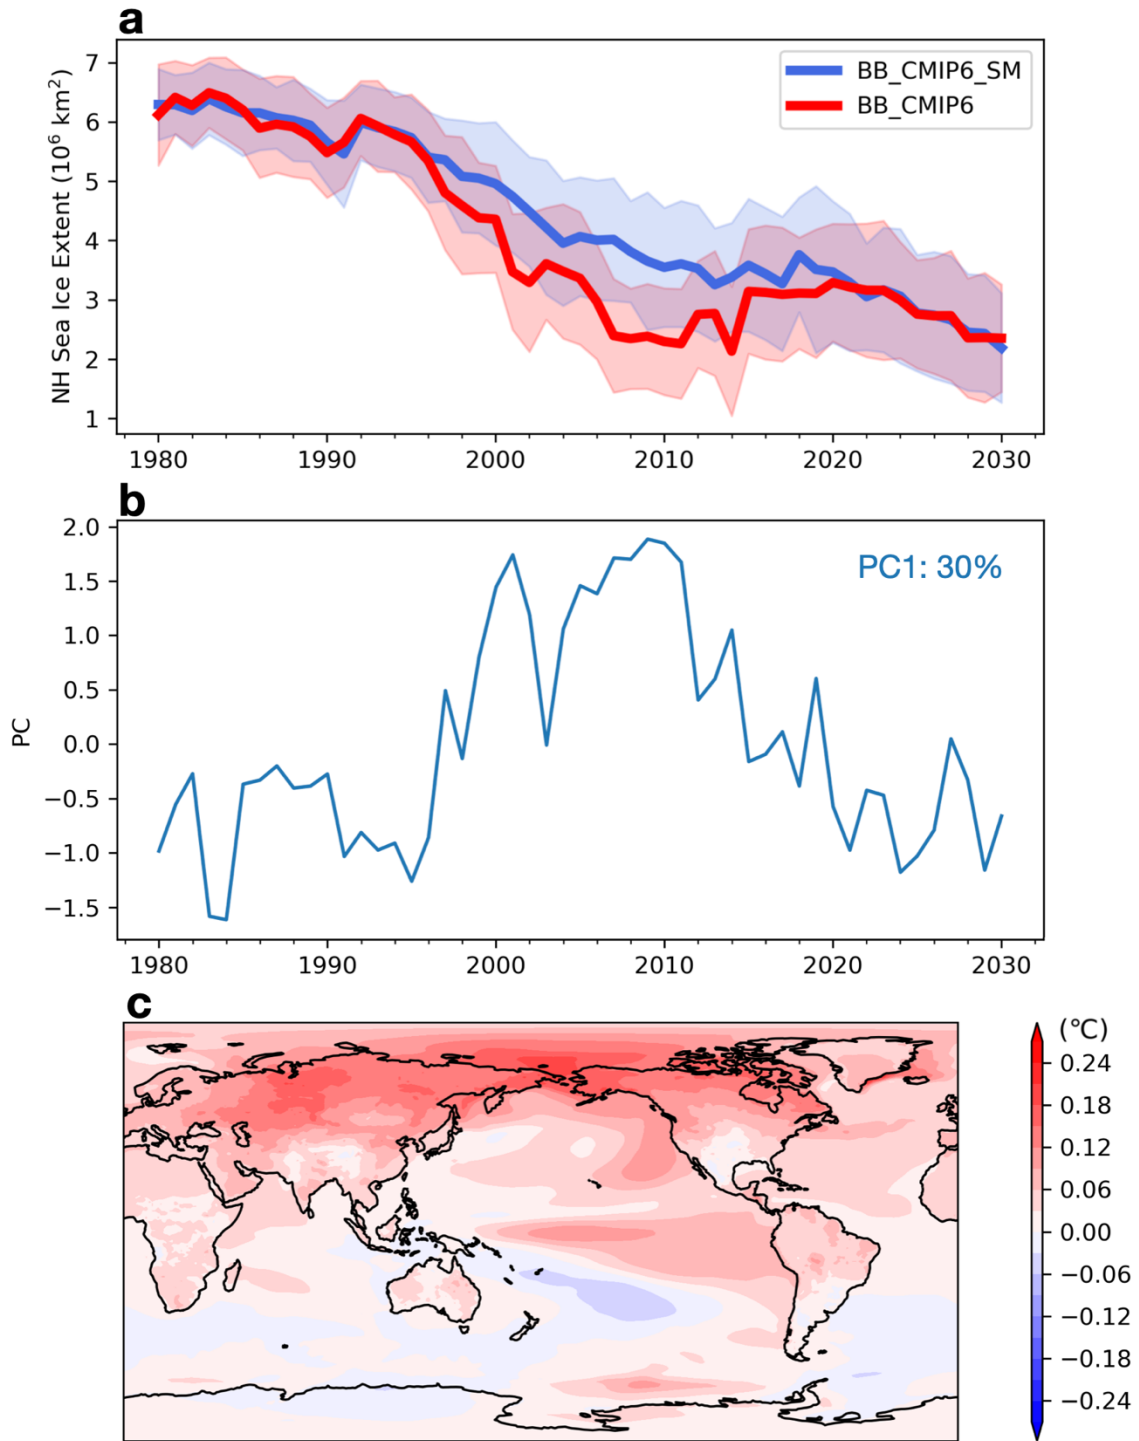 a
NH Sea Ice Extent (10⁶ km²)
7
6
5
4
3
2
1
BB_CMIP6_SM
BB_CMIP6
1980 1990 2000 2010 2020 2030
b
PC
2.0
1.5
1.0
0.5
0.0
−0.5
−1.0
−1.5
PC1: 30%
1980 1990 2000 2010 2020 2030
c
(°C)
0.24
0.18
0.12
0.06
0.00
−0.06
−0.12
−0.18
−0.24